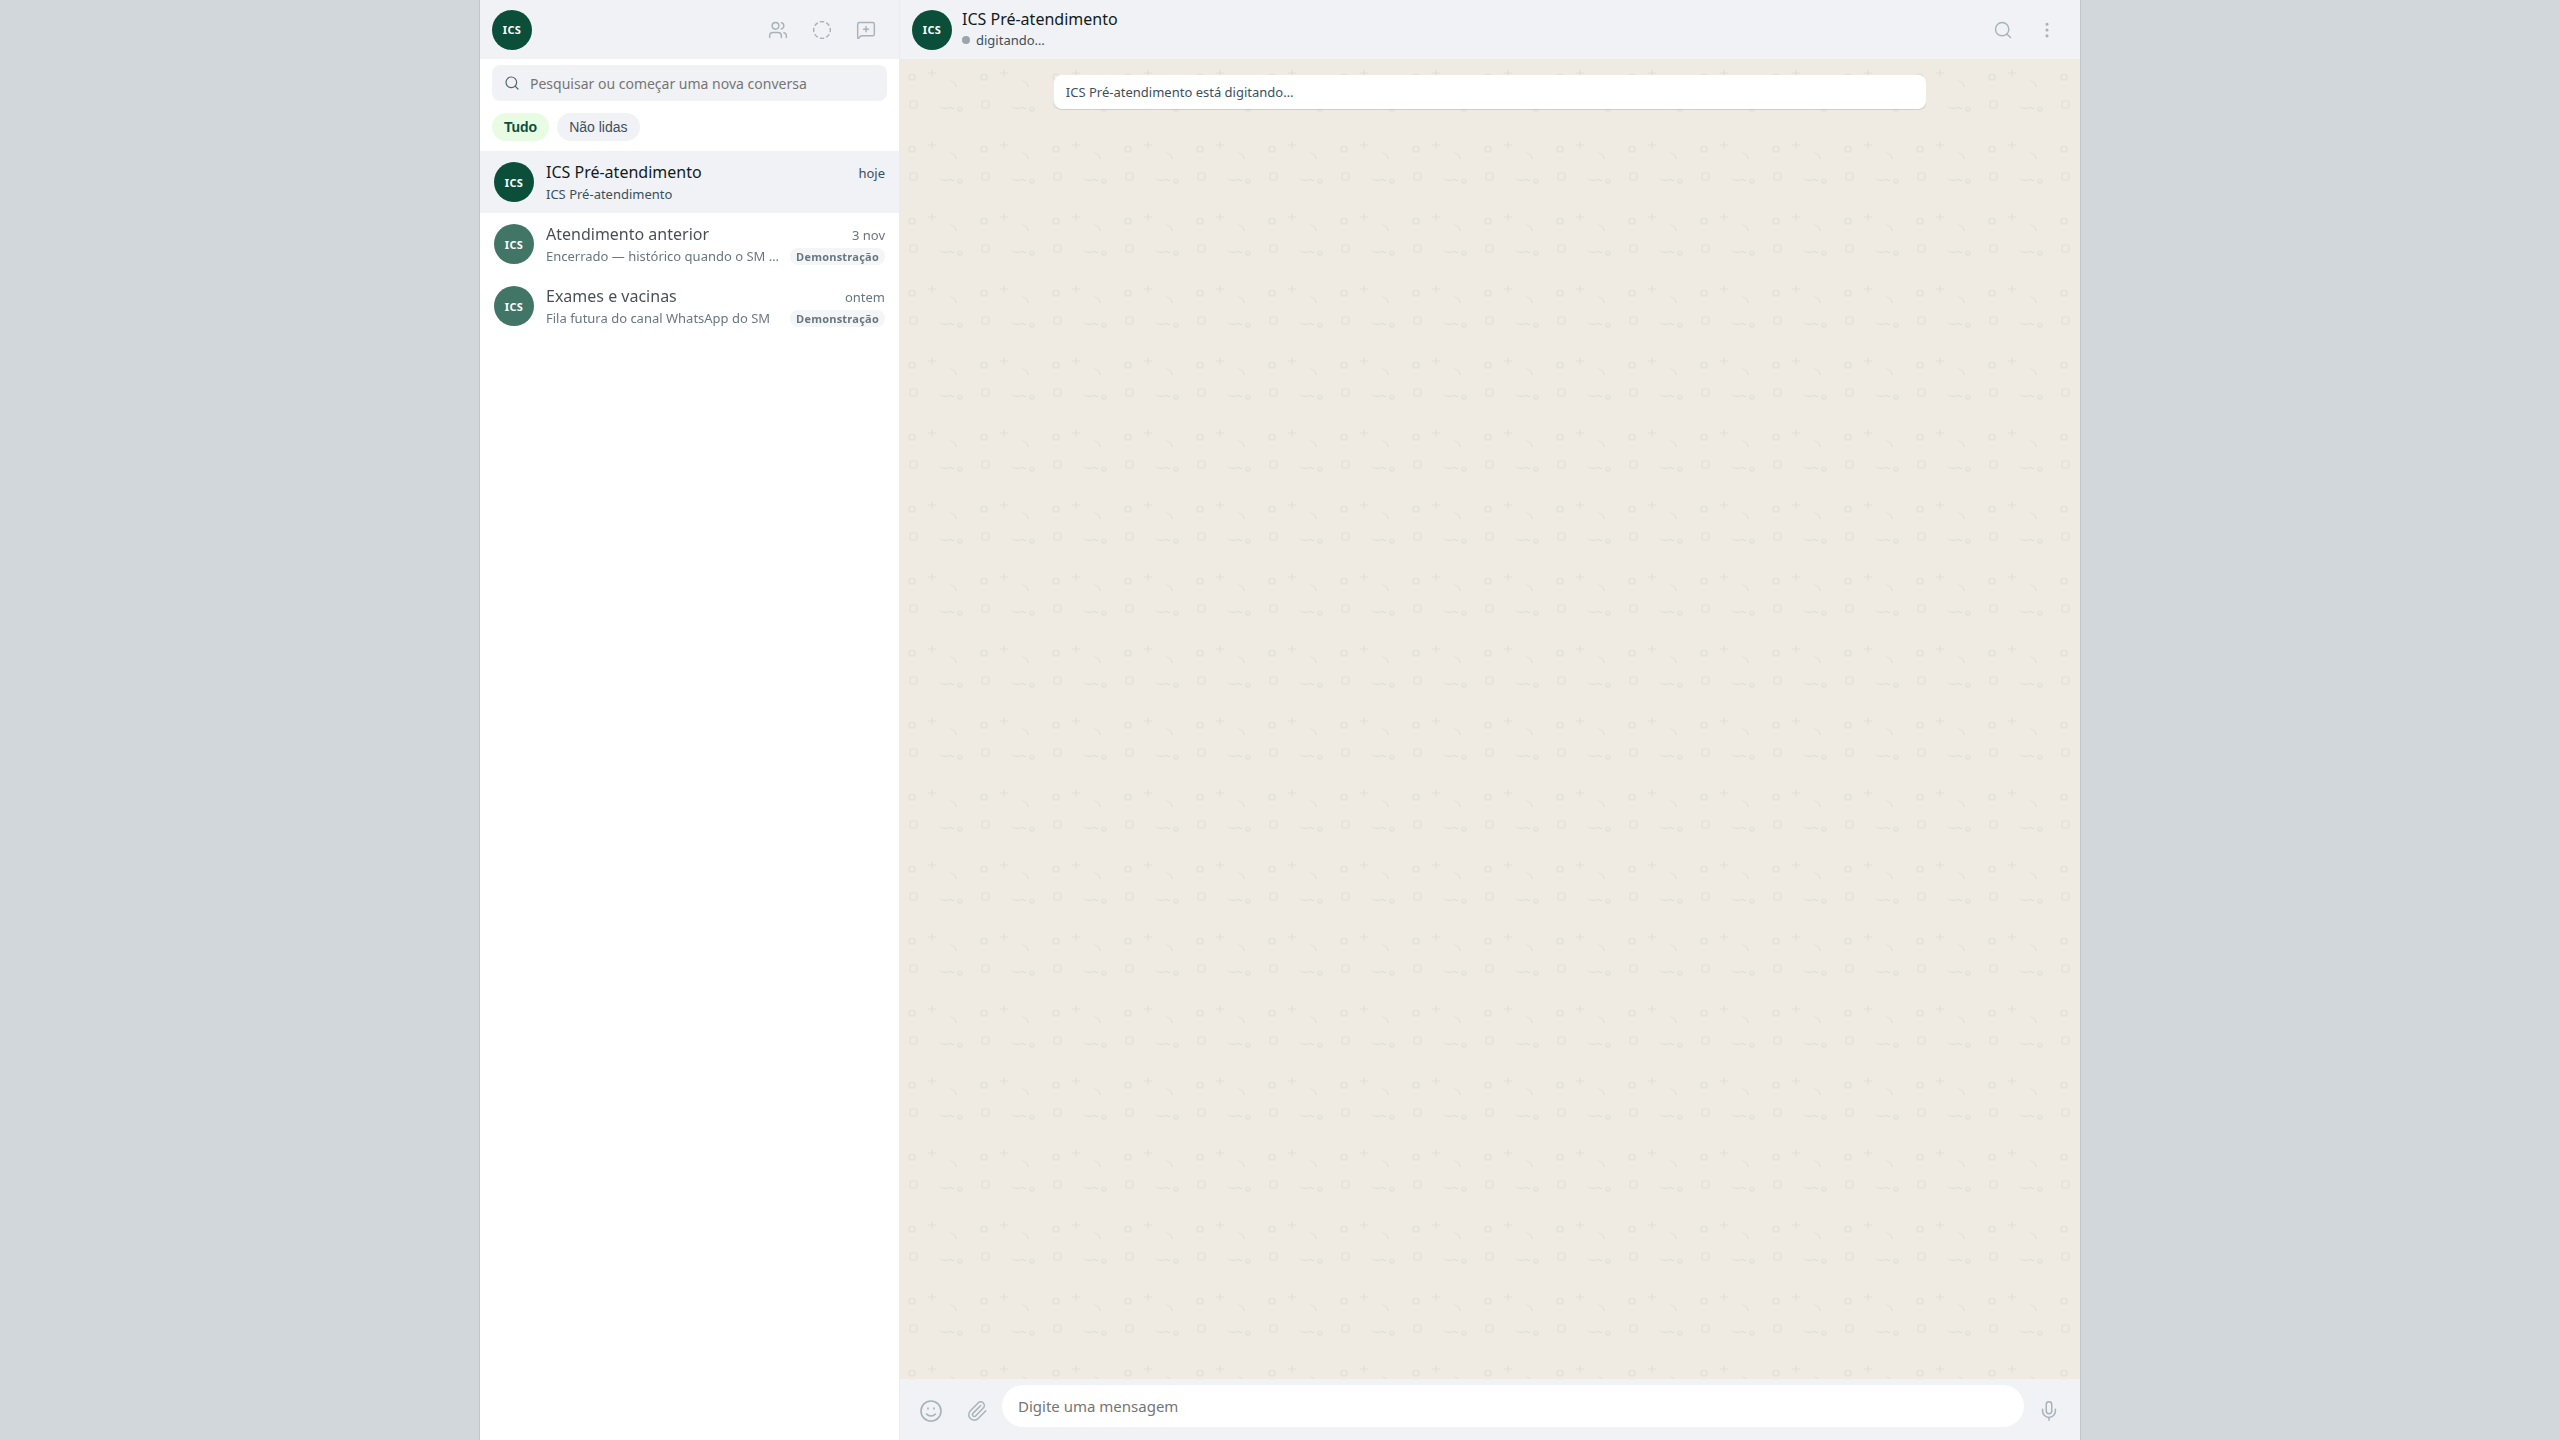 ICS
Pesquisar ou começar uma nova conversa
Tudo
Não lidas
ICS
ICS Pré-atendimento
hoje
ICS Pré-atendimento
ICS
Atendimento anterior
3 nov
Encerrado — histórico quando o SM ...
Demonstração
ICS
Exames e vacinas
ontem
Fila futura do canal WhatsApp do SM
Demonstração
ICS
ICS Pré-atendimento
digitando...
ICS Pré-atendimento está digitando...
Digite uma mensagem